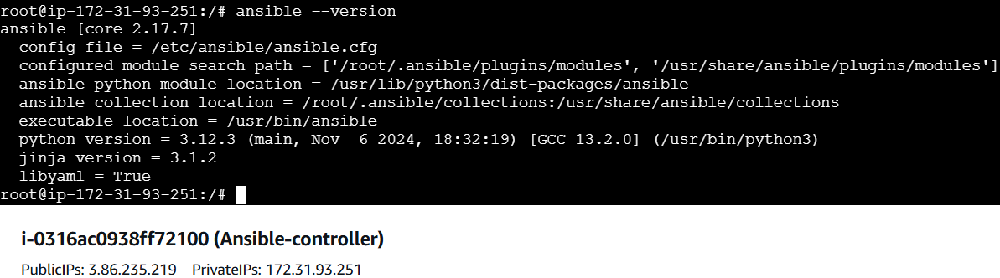 root@ip-172-31-93-251:/# ansible --version
ansible [core 2.17.7]
  config file = /etc/ansible/ansible.cfg
  configured module search path = ['/root/.ansible/plugins/modules', '/usr/share/ansible/plugins/modules']
  ansible python module location = /usr/lib/python3/dist-packages/ansible
  ansible collection location = /root/.ansible/collections:/usr/share/ansible/collections
  executable location = /usr/bin/ansible
  python version = 3.12.3 (main, Nov  6 2024, 18:32:19) [GCC 13.2.0] (/usr/bin/python3)
  jinja version = 3.1.2
  libyaml = True
root@ip-172-31-93-251:/#
i-0316ac0938ff72100 (Ansible-controller)
PublicIPs: 3.86.235.219 PrivateIPs: 172.31.93.251